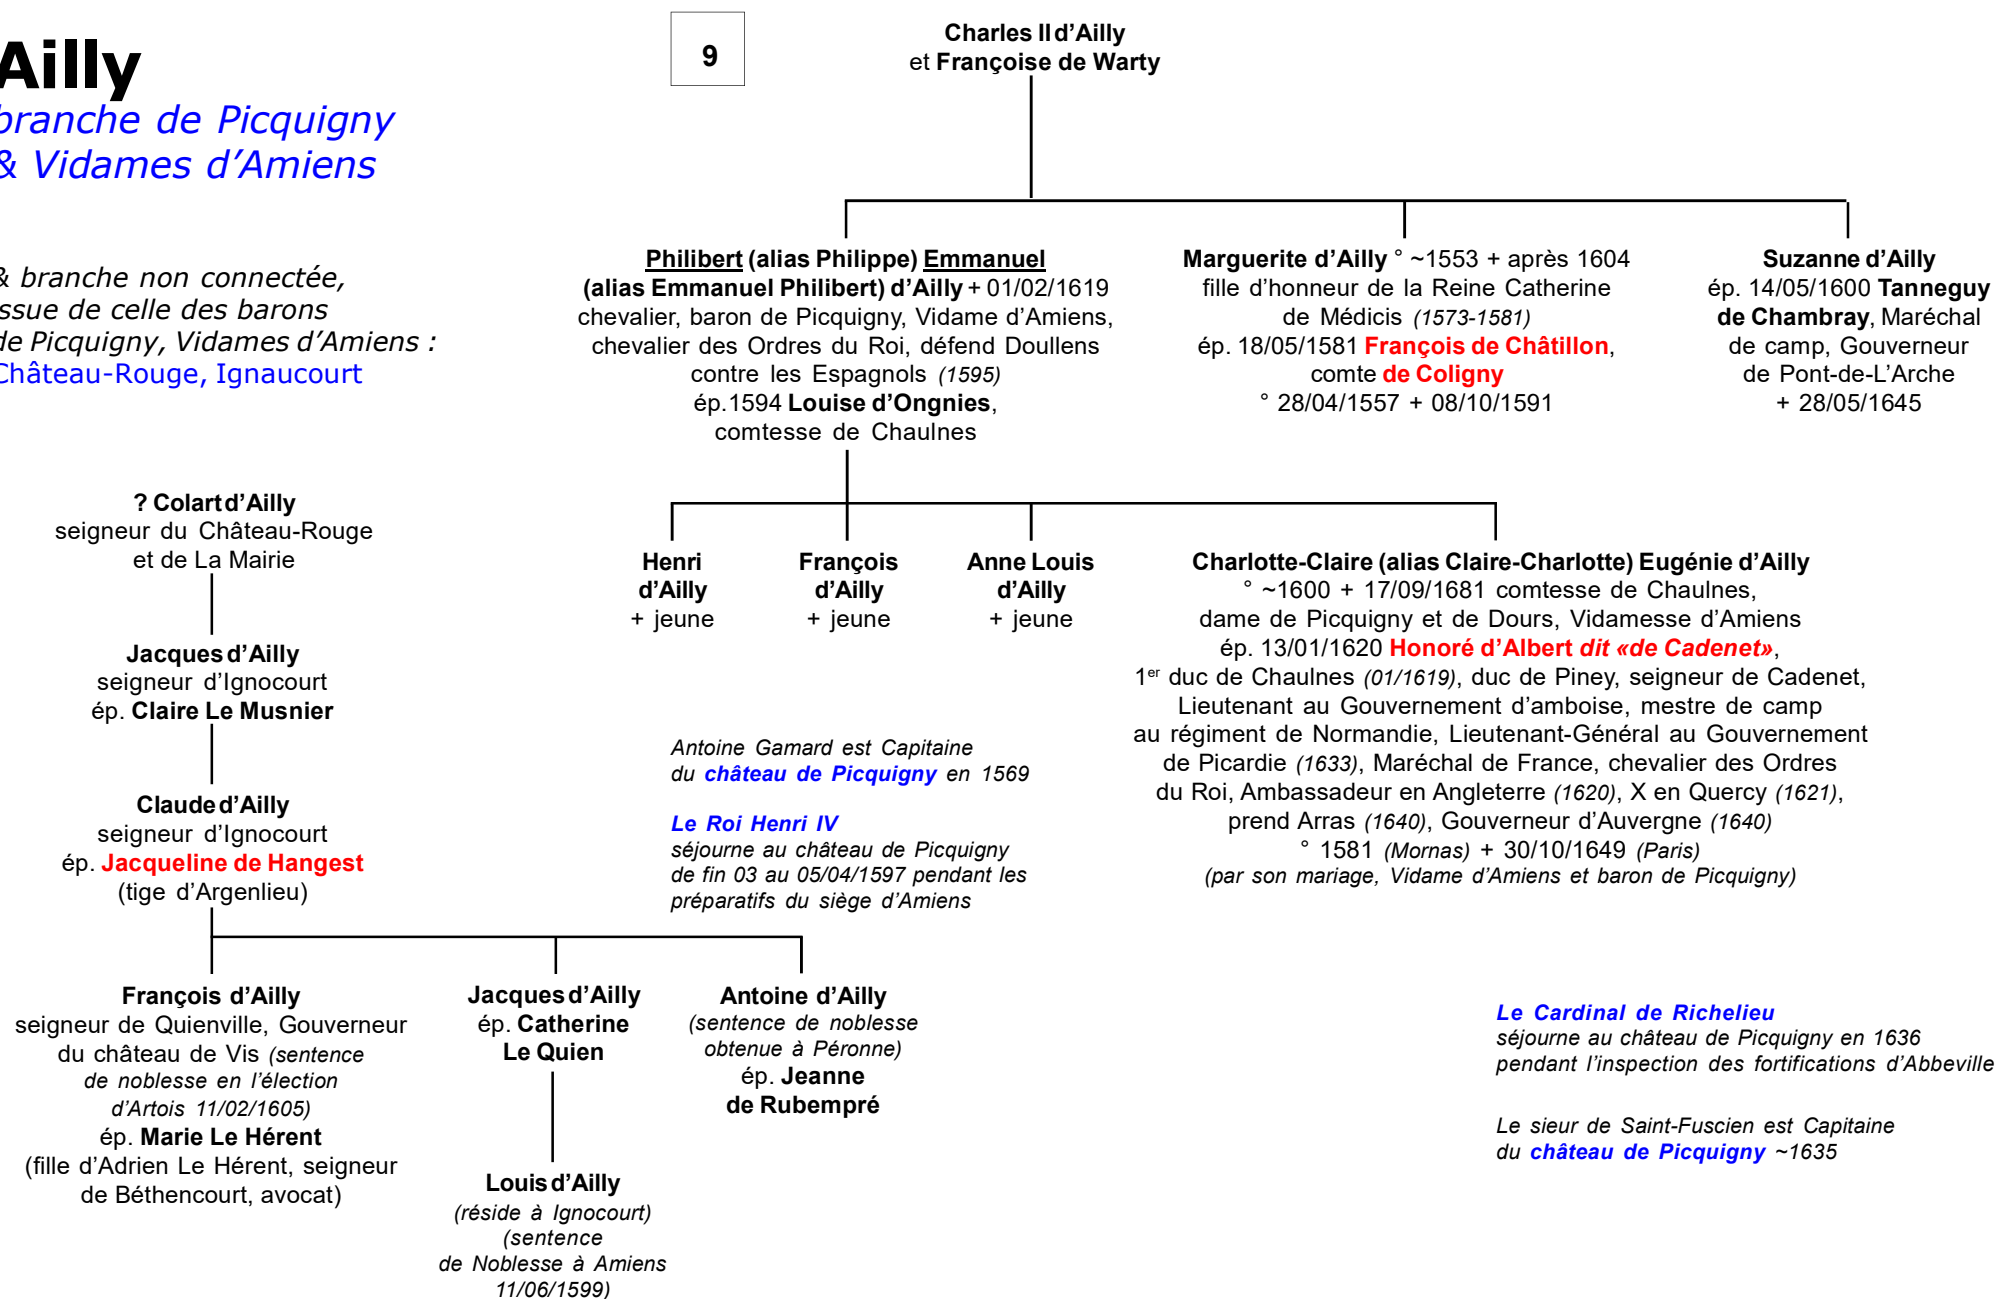 Ailly
branche de Picquigny
& Vidames d’Amiens
& branche non connectée,
ssue de celle des barons
de Picquigny, Vidames d’Amiens :
Château-Rouge, Ignaucourt
9
Charles II d’Ailly
et Françoise de Warty
Philibert (alias Philippe) Emmanuel
(alias Emmanuel Philibert) d’Ailly + 01/02/1619
chevalier, baron de Picquigny, Vidame d’Amiens,
chevalier des Ordres du Roi, défend Doullens
contre les Espagnols (1595)
ép.1594 Louise d’Ongnies,
comtesse de Chaulnes
Marguerite d’Ailly ° ~1553 + après 1604
fille d’honneur de la Reine Catherine
de Médicis (1573-1581)
ép. 18/05/1581 François de Châtillon,
comte de Coligny
° 28/04/1557 + 08/10/1591
Suzanne d’Ailly
ép. 14/05/1600 Tanneguy
de Chambray, Maréchal
de camp, Gouverneur
de Pont-de-L’Arche
+ 28/05/1645
Henri
d’Ailly
+ jeune
François
d’Ailly
+ jeune
Anne Louis
d’Ailly
+ jeune
Charlotte-Claire (alias Claire-Charlotte) Eugénie d’Ailly
° ~1600 + 17/09/1681 comtesse de Chaulnes,
dame de Picquigny et de Dours, Vidamesse d’Amiens
ép. 13/01/1620 Honoré d’Albert dit «de Cadenet»,
1er duc de Chaulnes (01/1619), duc de Piney, seigneur de Cadenet,
Lieutenant au Gouvernement d’amboise, mestre de camp
au régiment de Normandie, Lieutenant-Général au Gouvernement
de Picardie (1633), Maréchal de France, chevalier des Ordres
du Roi, Ambassadeur en Angleterre (1620), X en Quercy (1621),
prend Arras (1640), Gouverneur d’Auvergne (1640)
° 1581 (Mornas) + 30/10/1649 (Paris)
(par son mariage, Vidame d’Amiens et baron de Picquigny)
? Colart d’Ailly
seigneur du Château-Rouge
et de La Mairie
Jacques d’Ailly
seigneur d’Ignocourt
ép. Claire Le Musnier
Claude d’Ailly
seigneur d’Ignocourt
ép. Jacqueline de Hangest
(tige d’Argenlieu)
Antoine Gamard est Capitaine
du château de Picquigny en 1569
Le Roi Henri IV
séjourne au château de Picquigny
de fin 03 au 05/04/1597 pendant les
préparatifs du siège d’Amiens
François d’Ailly
seigneur de Quienville, Gouverneur
du château de Vis (sentence
de noblesse en l’élection
d’Artois 11/02/1605)
ép. Marie Le Hérent
(fille d’Adrien Le Hérent, seigneur
de Béthencourt, avocat)
Jacques d’Ailly
ép. Catherine
Le Quien
Antoine d’Ailly
(sentence de noblesse
obtenue à Péronne)
ép. Jeanne
de Rubempré
Louis d’Ailly
(réside à Ignocourt)
(sentence
de Noblesse à Amiens
11/06/1599)
Le Cardinal de Richelieu
séjourne au château de Picquigny en 1636
pendant l’inspection des fortifications d’Abbeville
Le sieur de Saint-Fuscien est Capitaine
du château de Picquigny ~1635